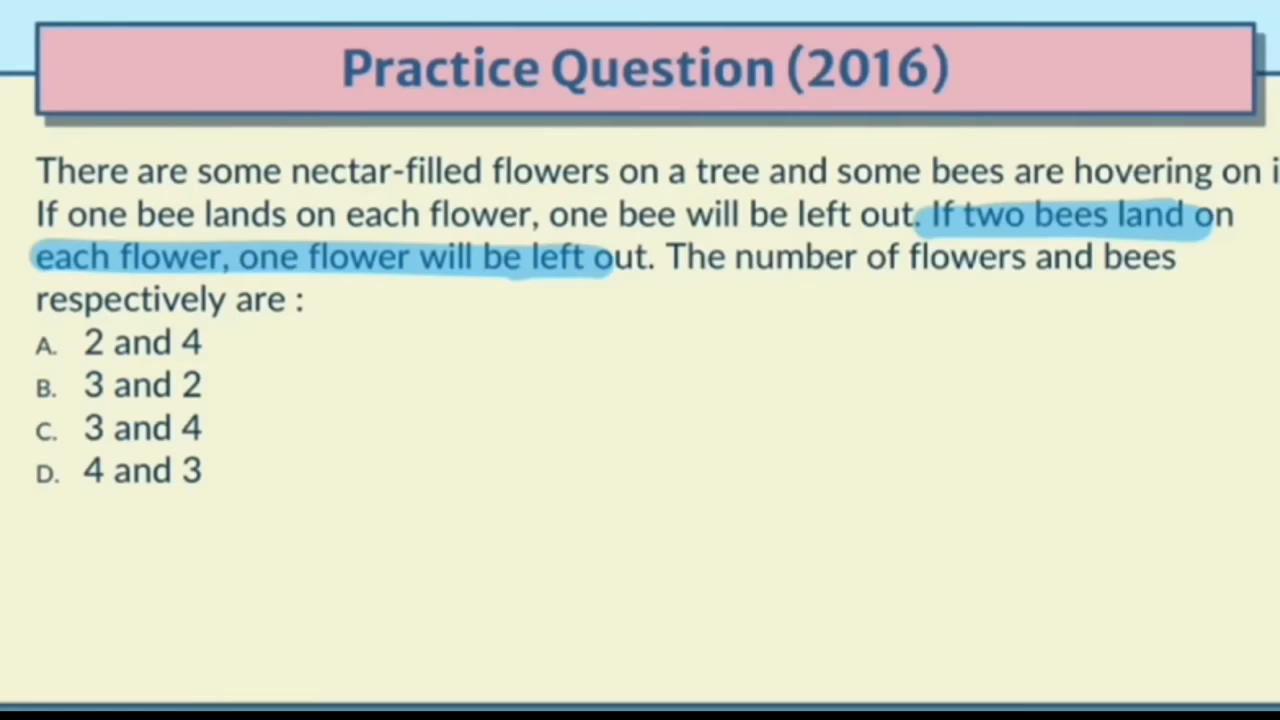 Practice Question (2016)
There are some nectar-filled flowers on a tree and some bees are hovering on
If one bee lands on each flower, one bee will be left out. If two bees land on
each flower, one flower will be left out. The number of flowers and bees
respectively are :
A. 2 and 4
B. 3 and 2
C. 3 and 4
D. 4 and 3